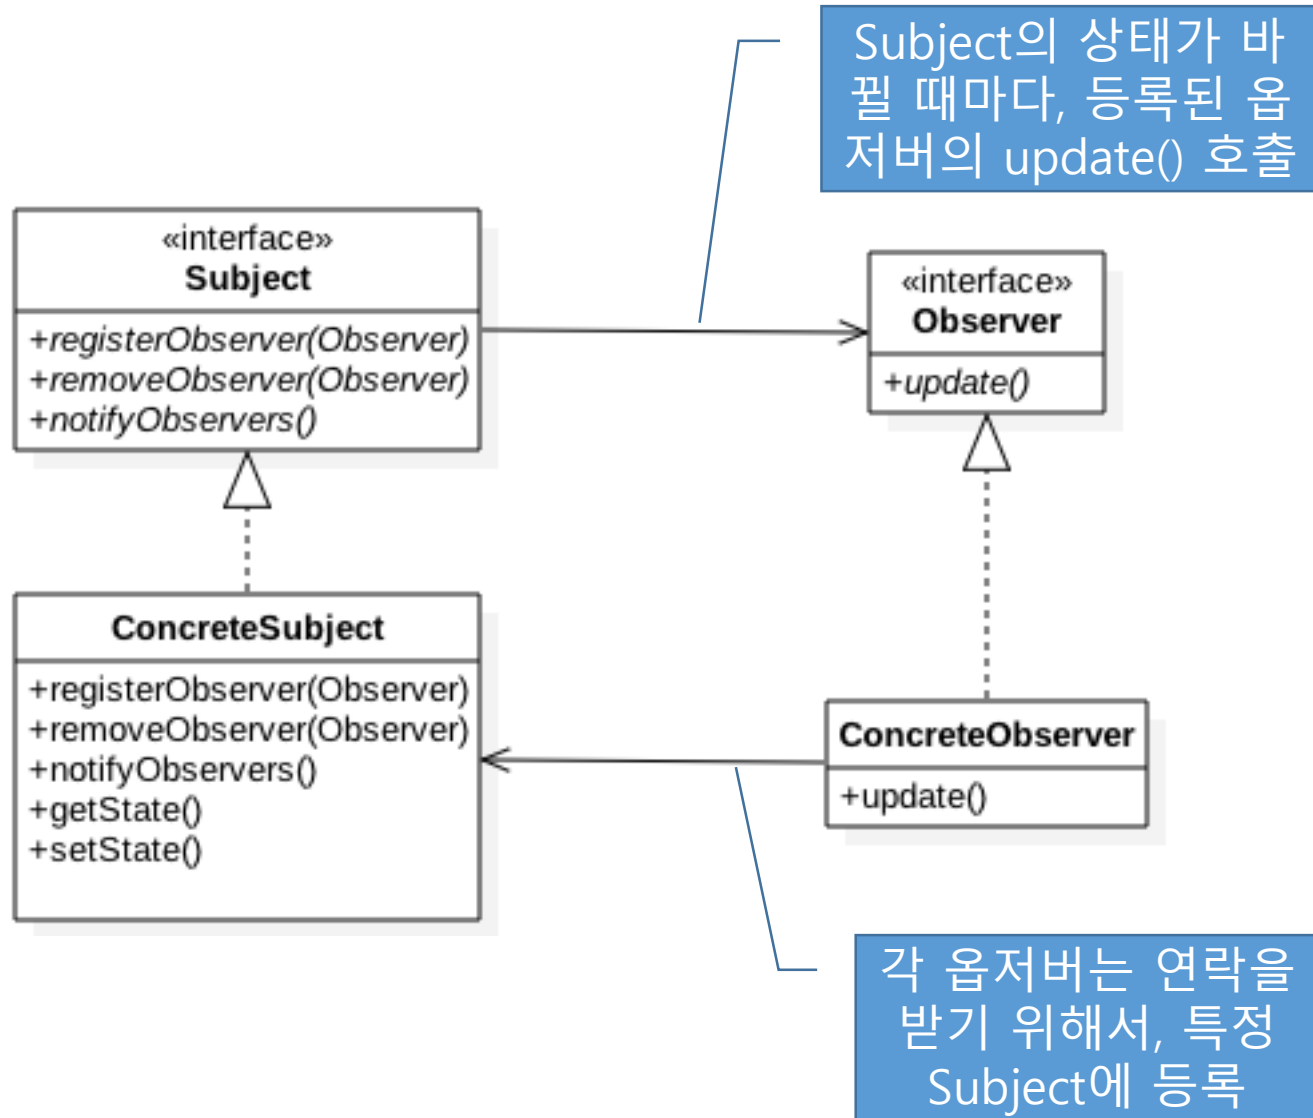 Subject의 상태가 바
뀔 때마다, 등록된 옵
저버의 update() 호출
«interface»
Subject
+registerObserver(Observer)
+removeObserver(Observer)
+notifyObservers()
«interface»
Observer
+update()
ConcreteSubject
+registerObserver(Observer)
+removeObserver(Observer)
+notifyObservers()
+getState()
+setState()
ConcreteObserver
+update()
각 옵저버는 연락을
받기 위해서, 특정
Subject에 등록